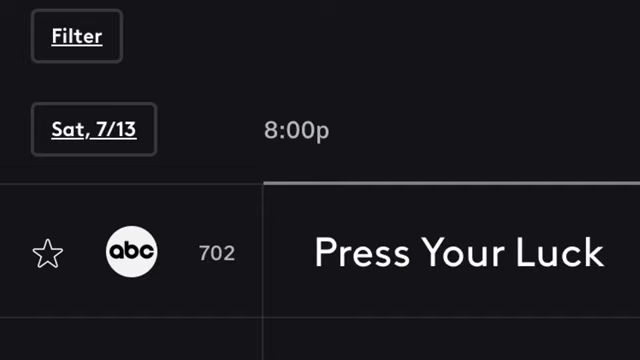 Filter
Sat, 7/13
8:00p
abc
702
Press Your Luck